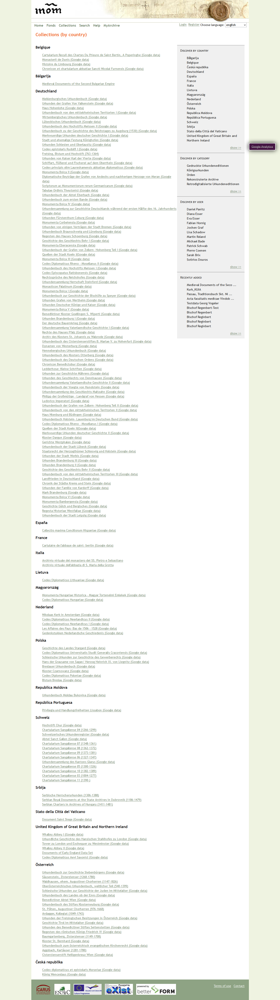 mom
Home Fonds Collections Search Help MyArchive
Login Register Choose language: english
Collections (by country)
Belgique
Cartularium Recuil des Chartes Du Prieure de Saint Bertin, A Poperinghe (Google data)
Monasterii de Dunis (Google data)
Histoire du Limbourg (Google data)
Chronicon et chartularium abbatiae Sancti Nicolai Furnensis (Google data)
Bălgarija
Medieval Documents of the Second Bulgarian Empire
Deutschland
Meklenburgisches Urkundenbuch (Google data)
Urkunden der Grafen Von Valkenstein (Google data)
Haus Hohenlohe (Google data)
Urkundenbuch von den mittelrheinischen Territorien I (Google data)
Wirtembergisches Urkundenbuch (Google data)
Lübeckisches Urkundenbuch (Google data)
Urkundenbuch des Hochstifts Meissen II (Google data)
Urkundenbuch zu der Geschichte des Reichstages zu Augsburg (1530) (Google data)
Merkwuerdige Urkunden deutscher Geschichte I (Google data)
Stadt und ehemalige Festung Könighofen (Google data)
Urkunden Schlesien und Oberlausitz (Google data)
Codex epistolaris Rudolfi I (Google data)
Freising, Bistum und Hochstift (763-1364)
Urkunden von Kaiser Karl der Vierte (Google data)
Schiffart, Flößerei und Fischerei auf dem Oberrhein (Google data)
Codex principis olim Laureshamensis abbatiae diplomaticus (Google data)
Monumenta Boica II (Google data)
Diplomatische Beyträge der Grafen von Andechs und nachherigen Herzoge von Meran (Google
data)
Scriptorum ac Monumentorum rerum Germanicarum (Google data)
Tabulae Ordinis Theutonici (Google data)
Urkundenbuch der Abtei Eberbach (Google data)
Urkundenbuch zum ersten Bande (Google data)
Monumenta Boica IV (Google data)
Urkundensammlung zur Geschichte Deutschlands während der ersten Hälfte des 16. Jahrhunderts
(Google data)
Urkunden Fürstenthum Coburg (Google data)
Monumenta Corbeiensia (Google data)
Urkunden von einigen Verträgen der Stadt Bremen (Google data)
Urkundenbuch Braunschweig und Lüneburg (Google data)
Regesten des Hauses Schoenburg (Google data)
Geschichte des Geschlechts Behr I (Google data)
Monumenta Eberacensia (Google data)
Urkundenbuch der Grafen von Zollern- Hohenberg Teil I (Google data)
Quellen der Stadt Koeln I(Google data)
Monumenta Boica III (Google data)
Codex Diplomaticus Rheno - Mosellanus II (Google data)
Urkundenbuch des Hochstifts Meissen I (Google data)
Codex Episcopatus Ratisbonensis (Google data)
Rechtssprüche des Reichshofes (Google data)
Urkundensammlung Herrschaft Steinford (Google data)
Monasticon Palatinum (Google data)
Monumenta Boica I (Google data)
Urkundenbuch zur Geschichte der Bischöfe zu Speyer (Google data)
Urkunden Grafen von Wertheim (Google data)
Urkunden Deutscher Könige und Kaiser (Google data)
Monumenta Boica V (Google data)
Benediktiner Kloster Goellingen S. Wiperti (Google data)
Urkunden Brandenburg I (Google data)
Der deutsche Bauernkrieg (Google data)
Urkundensammlung Vaterlaendische Geschichte I (Google data)
Rechte des Hauses Pfalz (Google data)
Archiv des Klosters St. Johannis zu Walsrode (Google data)
Urkundenbuch des Cistercienserstiftes B. Mariae V. zu Hohenfurt (Google data)
Dynasten von Westerburg (Google data)
Hennebergisches Urkundenbuch (Google data)
Urkundenbuch des Klosters Otterberg (Google data)
Urkundenbuch des Deutschen Ordens (Google data)
Chronicon Benedictobur (Google data)
Ledderhose: Kleine Schriften (Google data)
Urkunden zur Geschichte Mährens (Google data)
Urkunden des Geschlechts von Dennhausen (Google data)
Urkundensammlung Vaterlaendische Geschichte II (Google data)
Urkundenbuch der Voegte von Hunolstein (Google data)
Urkundensammlung des Geschlechts Maltzahn (Google data)
Philipp der Großmütige - Landgraf von Hessen (Google data)
Ludovico Imperatori (Google data)
Urkundenbuch der Grafen von Zollern- Hohenberg Teil II (Google data)
Urkundenbuch von den mittelrheinischen Territorien II (Google data)
Haus Nienburg und Büdingen (Google data)
Urkundenbuch Holstein- Lauenburg im Deutschen Bund (Google data)
Codex Diplomaticus Rheno - Mosellanus I (Google data)
Quellen der Stadt Koeln II(Google data)
Merkwuerdige Urkunden deutscher Geschichte II (Google data)
Kloster Dargun (Google data)
Gerichte Westphalen (Google data)
Urkundenbuch der Stadt Lübeck (Google data)
Staatsrecht der Herzogthümer Schleswig und Holstein (Google data)
Urkunden der Stadt Worbis (Google data)
Urkunden Brandenburg III (Google data)
Urkunden Brandenburg II (Google data)
Geschichte des Geschlechts Behr II (Google data)
Urkundenbuch von den mittelrheinischen Territorien III (Google data)
Landfrieden in Deutschland (Google data)
Chronik der Städte Krems und Stein (Google data)
Urkunden der Familie von Kardorff (Google data)
Mark Brandenburg (Google data)
Monumenta Boica VI (Google data)
Monumenta Bambergensia (Google data)
Geschichte Gülch und Bergisches (Google data)
Regesta Historiae Westfaliae (Google data)
Urkundenbuch der Stadt Leipzig (Google data)
España
Collectio maxima Conciliorum Hispaniae (Google data)
France
Cartulaire de l'abbaye de saint- bertin (Google data)
Italia
Archivio virtuale del monastero dei SS. Pietro e Sebastiano
Archivio virtuale dell'abbazia di S. Maria della Grotta
Lietuva
Codex Diplomaticus Lithuaniae (Google data)
Magyarország
Monumenta Hungariae Historica - Magyar Tortenelmi Emlekek (Google data)
Codex Diplomaticus Hungariae (Google data)
Nederland
Nikolaas Kerk in Amsterdam (Google data)
Codex Diplomaticus Neerlandicus II (Google data)
Codex Diplomaticus Neerlandicus I (Google data)
Les Affaires des Pays- Bas de 1506 - 1528 (Google data)
Gedenkstukken Nederlandsche Geschiedenis (Google data)
Polska
Geschichte des Landes Stargard (Google data)
Codex Diplomaticus Universitatis Studii Generalis Cracoviensis (Google data)
Schlesische Urkunden zur Geschichte des Gewerberechts (Google data)
Hans der Grausame von Sagan/ Herzog Heinrich XI. von Liegnitz (Google data)
Breslauer Urkundenbuch (Google data)
Kloster Czarnowanz (Google data)
Codex Diplomaticus Poloniae (Google data)
Bistum Breslau (Google data)
Republica Moldova
Urkundenbuch Moldau Bukovina (Google data)
República Portuguesa
Privilegia und Handlungsfreiheiten Lissabon (Google data)
Schweiz
Hochstift Chur (Google data)
Chartularium Sangallense 04 (1266-1299)
Schweizerisches Urkundenregister (Google data)
Abtei Sanct Gallen (Google data)
Chartularium Sangallense 07 (1348-1361)
Chartularium Sangallense 08 (1362-1372)
Chartularium Sangallense 09 (1373-1381)
Chartularium Sangallense 06 (1327-1347)
Urkundensammlung des Kantons Glarus (Google data)
Chartularium Sangallense 05 (1300-1326)
Chartularium Sangallense 10 (1382-1389)
Chartularium Sangallense 03 (1004-1277)
Chartularium Sangallense 11 (1390-)
Srbija
Serbische Herrscherurkunden (1306-1388)
Serbian Royal Documents at the State Archives in Dubrovnik (1186-1479)
Serbian Charters in Archives of Hungary (1411-1481)
Stato della Città del Vaticano
Document Saint Siege (Google data)
United Kingdom of Great Britain and Northern Ireland
Whalley Abbey I (Google data)
Urkundliche Geschichte des Hansischen Stahlhofes zu London (Google data)
Tower zu London und Exchequer zu Westminster (Google data)
Whalley Abbey II (Google data)
Documents of Early England Data Set
Codex Diplomaticus Aevi Saxonici (Google data)
Österreich
Urkundenbuch zur Geschichte Siebenbürgens (Google data)
Säusenstein, Zisterzienser (1268-1780)
Waldhausen, ehem. Augustiner-Chorherren (1147-1826)
Oberösterreichisches Urkundenbuch, weltlicher Teil (540-1399)
Schlesische Urkunden zur Geschichte der Juden im Mittelalter (Google data)
Urkundenbuch des Landes ob der Enns (Google data)
Benedictiner Abtei Wien (Google data)
Urkundenbuch des Stiftes Klosterneuburg (Google data)
St. Pölten, Augustiner Chorherren (976-1668)
Ardagger, Kollegiat (1049-1743)
Urkunden der Freisingischen Besitzungen in Österreich (Google data)
Geschichte Tirol im Mittelalter (Google data)
Urkunden des Benedictiner Stiftes Seitenstetten (Google data)
Regesten des römischen Königs Friedrich IV (Google data)
Baumgartenberg, Zisterzienser (1149-1708)
Kloster St. Bernhard (Google data)
Urkundenbuch zum österreichisch evangelischen Kirchenrecht (Google data)
Aggsbach, Kartäuser (1281-1780)
Cistercienserstift Heiligenkreuz Wien (Google data)
Česká republika
Codex diplomaticus et epistolaris Moraviae (Google data)
König Wenceslaus (Google data)
Discover by country
Bălgarija
Belgique
Česká republika
Deutschland
España
France
Italia
Lietuva
Magyarország
Nederland
Österreich
Polska
Republica Moldova
República Portuguesa
Schweiz
Srbija
Stato della Città del Vaticano
United Kingdom of Great Britain and
Northern Ireland
show >>
Discover by category
Gedruckte Urkundeneditionen
Königsurkunden
Orden
Rekonstruierte Archive
Retrodigitalisierte Urkundeneditionen
show >>
Discover by user
Daniel Panitz
Diana Esser
Eva Esser
Fabian Hornig
Jochen Graf
Lisa Schadow
Martin Roland
Michael Bade
Patrick Schwab
Pierre Coenen
Sarah Brix
Sotirios Douros
show >>
Recently added
Medieval Documents of the Seco ...
Kurk_KUiA
Passau, Traditionsbuch Skt. Ni ...
Acta facultatis medicae Vindob ...
Testdata Georg Vogeler
Bischof Regenbert-Test
Bischof Regenbert
Bischof Reginbert
Bischof Reginbert
Bischof Reginbert
show >>
Google Analytics
ICARUS
International Centre for Archival Research
ENArC
Education and Culture
Culture Programme
Powered by
eXist
powered by
betterFORM
Terms of use Contact